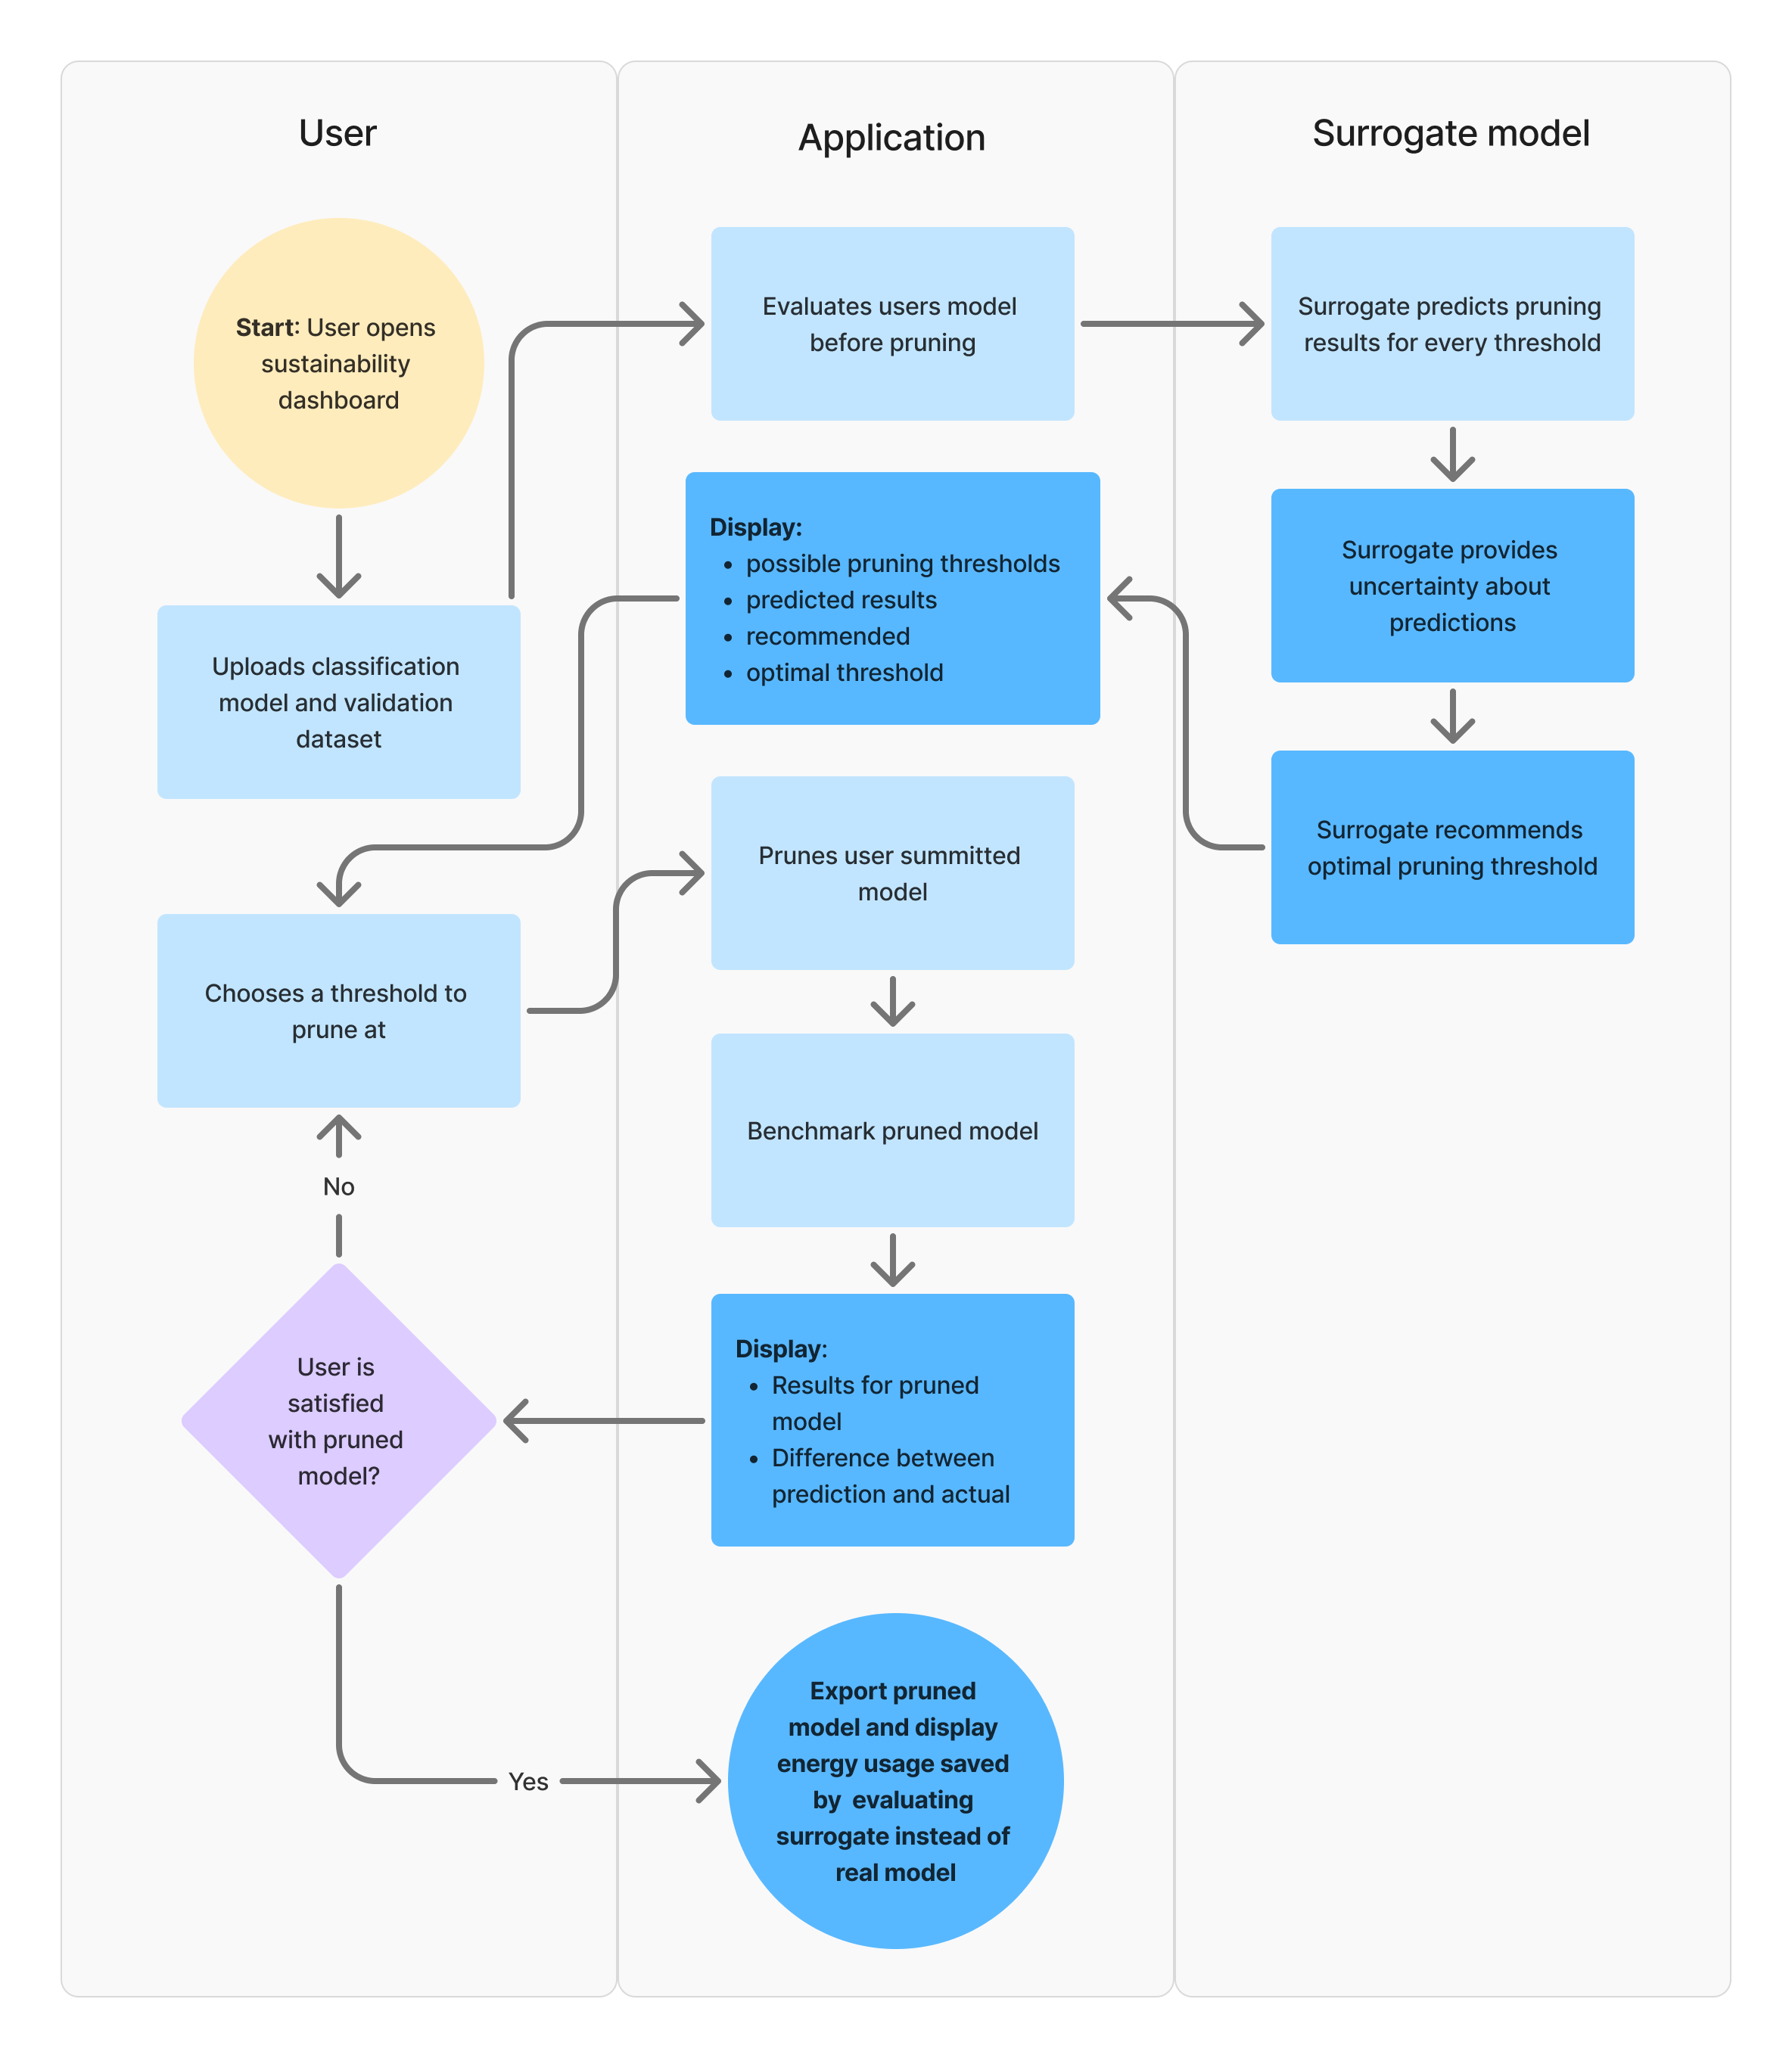 User
Start: User opens
sustainability
dashboard
Uploads classification
model and validation
dataset
Chooses a threshold to
prune at
No
User is
satisfied
with pruned
model?
Yes
Application
Evaluates users model
before pruning
Display:
• possible pruning thresholds
• predicted results
• recommended
• optimal threshold
Prunes user summitted
model
Benchmark pruned model
Display:
• Results for pruned
model
• Difference between
prediction and actual
Export pruned
model and display
energy usage saved
by evaluating
surrogate instead of
real model
Surrogate model
Surrogate predicts pruning
results for every threshold
Surrogate provides
uncertainty about
predictions
Surrogate recommends
optimal pruning threshold